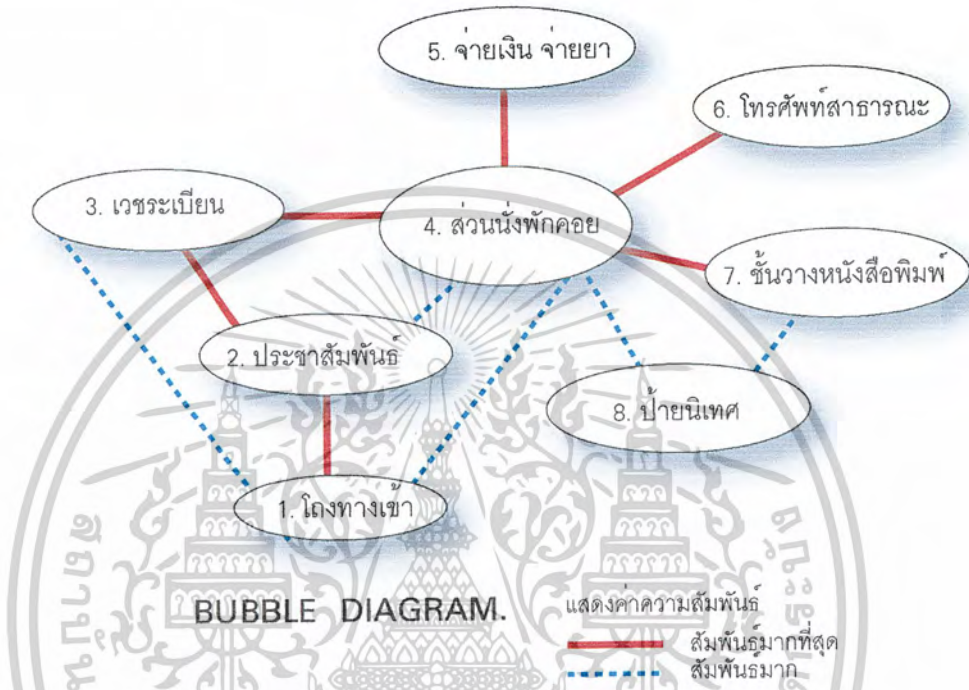 5. จ่ายเงิน จ่ายยา
6. โทรศัพท์สาธารณะ
3. เวชระเบียน
4. ส่วนนั่งพักคอย
7. ชั้นวางหนังสือพิมพ์
2. ประชาสัมพันธ์
8. ป้ายนิเทศ
1. โถงทางเข้า
BUBBLE DIAGRAM.
แสดงค่าความสัมพันธ์
สัมพันธ์มากที่สุด
สัมพันธ์มาก